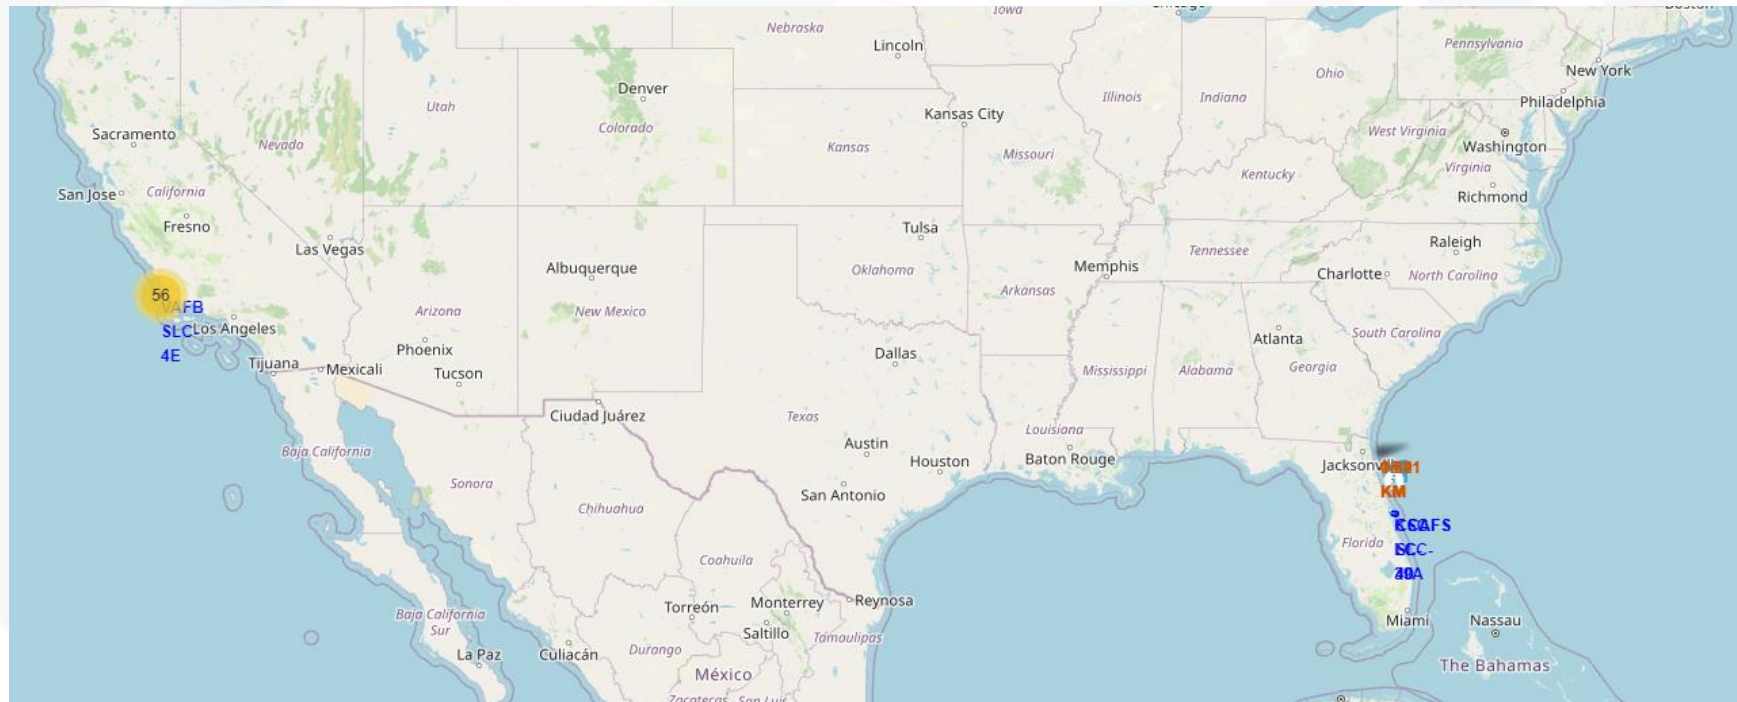 Iowa
Nebraska
Lincoln
Pennsylvania
New York
Ohio
Denver
Utah
Illinois
Indiana
Philadelphia
Kansas City
Colorado
Sacramento
West Virginia
Nevada
Kansas
Missouri
Washington
Virginia
Kentucky
San Jose
California
Richmond
Fresno
Tulsa
Las Vegas
Raleigh
Tennessee
Albuquerque
Oklahoma
Memphis
Charlotte
North Carolina
56
Arkansas
VAFB
Arizona
New Mexico
SLC-
Los Angeles
South Carolina
4E
Atlanta
Phoenix
Dallas
Tijuana
Mexicali
Tucson
Mississippi
Alabama
Georgia
Ciudad Juárez
Texas
Louisiana
Austin
Baja California
Houston
Baton Rouge
Jacksonville
Sonora
KM
San Antonio
Chihuahua
Florida
Coahuila
Reynosa
Torreón
Monterrey
Baja California
Sur
Miami
Nassau
Saltillo
Tamaulipas
La Paz
Culiacán
Durango
The Bahamas
México